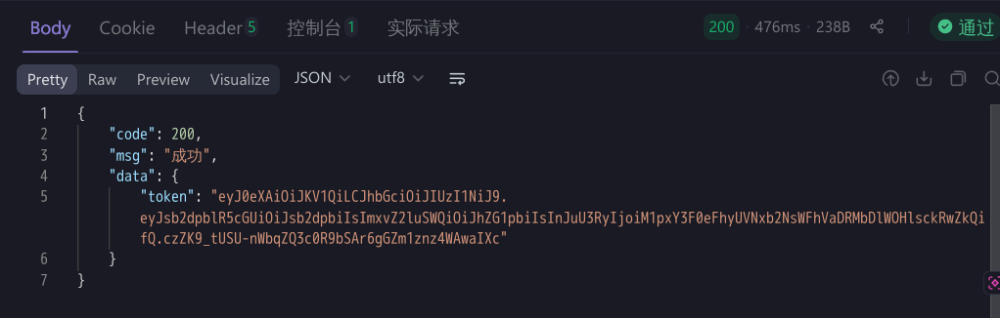 Body Cookie Header 5 控制台 1 实际请求 200 · 476ms · 238B 通过
Pretty Raw Preview Visualize JSON utf8
1 {
2 "code": 200,
3 "msg": "成功",
4 "data": {
5 "token": "eyJ0eXAiOiJKV1QiLCJhbGciOiJIUzI1NiJ9.
eyJsb2dpblR5cGUiOiJsb2dpbiIsImxvZ2luSWQiOiJhZG1pbiIsInJuU3RyIjoiM1pxY3F0eFhyUVNxb2NsWFhVaDRMbDlWOHlsckRwZkQi
fQ.czZK9_tUSU-nWbqZQ3c0R9bSAr6gGZm1znz4WAwaIXc"
6 }
7 }